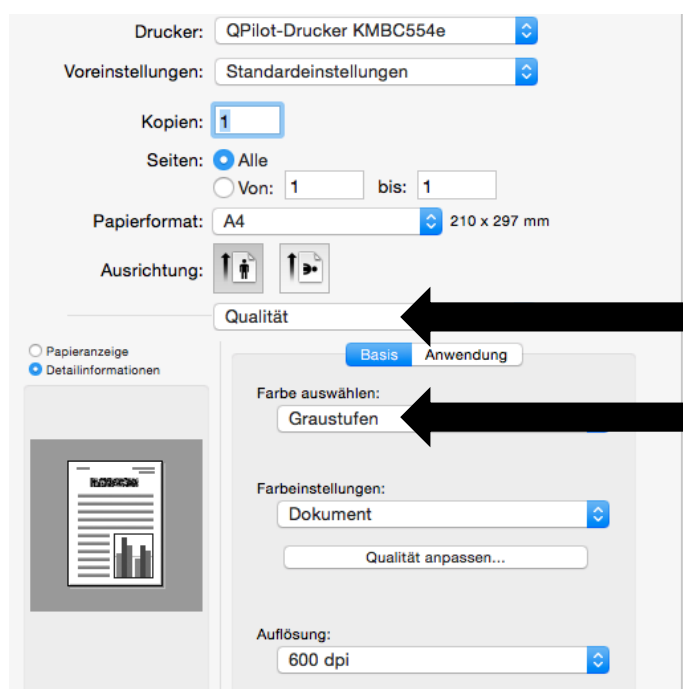 Drucker: QPilot-Drucker KMBC554e
Voreinstellungen: Standardeinstellungen
Kopien: 1
Seiten: Alle
Von: 1 bis: 1
Papierformat: A4 210 x 297 mm
Ausrichtung:
Qualität
Papieranzeige
Detailinformationen
Basis Anwendung
Farbe auswählen:
Graustufen
Farbeinstellungen:
Dokument
Qualität anpassen...
Auflösung:
600 dpi